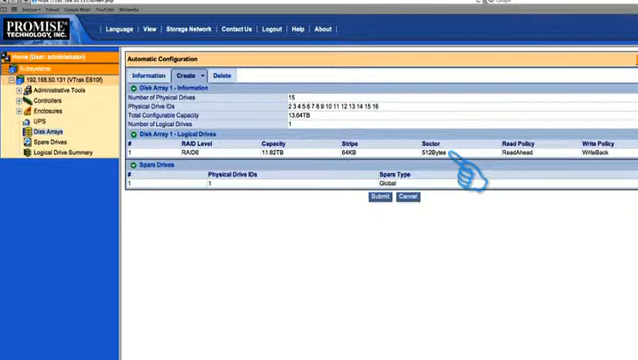 PROMISE®
TECHNOLOGY, INC.
Language | View | Storage Network | Contact Us | Logout | Help | About
Home (User: administrator)
Subsystems
192.168.50.131 (VTrak E610f)
Administrative Tools
Controllers
Enclosures
UPS
Disk Arrays
Spare Drives
Logical Drive Summary
Automatic Configuration
Information Create Delete
Disk Array 1 - Information
Number of Physical Drives 15
Physical Drive IDs 2 3 4 5 6 7 8 9 10 11 12 13 14 15 16
Total Configurable Capacity 13.64TB
Number of Logical Drives 1
Disk Array 1 - Logical Drives
# RAID Level Capacity Stripe Sector Read Policy Write Policy
1 RAID6 11.82TB 64KB 512Bytes ReadAhead WriteBack
Spare Drives
# Physical Drive IDs Spare Type
1 1 Global
Submit Cancel